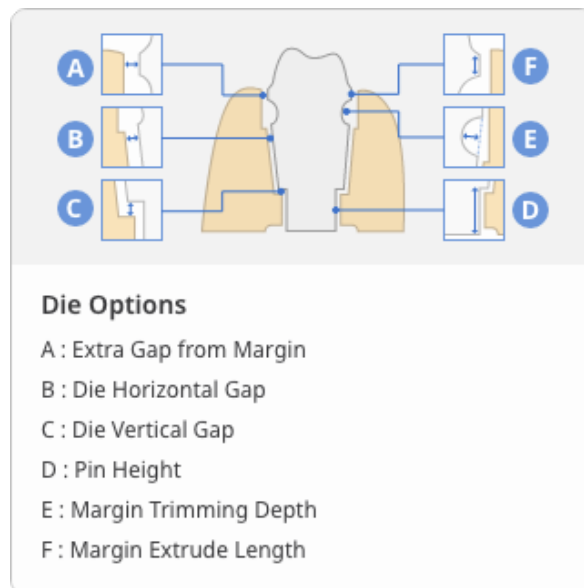 A
B
C
F
E
D
Die Options
A : Extra Gap from Margin
B : Die Horizontal Gap
C : Die Vertical Gap
D : Pin Height
E : Margin Trimming Depth
F : Margin Extrude Length